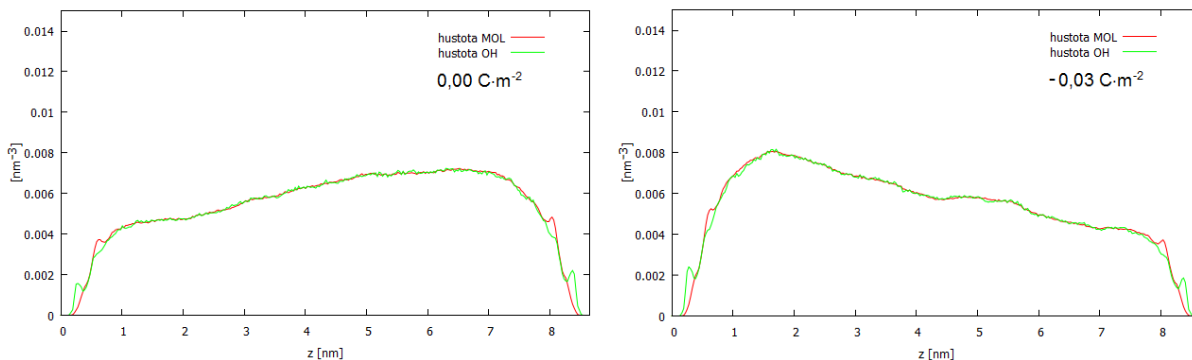 0.014
0.012
0.01
0.008
0.006
0.004
0.002
0
[nm⁻³]
hustota MOL
hustota OH
0,00 C·m⁻²
0 1 2 3 4 5 6 7 8
z [nm]
0.014
0.012
0.01
0.008
0.006
0.004
0.002
0
[nm⁻³]
hustota MOL
hustota OH
-0,03 C·m⁻²
0 1 2 3 4 5 6 7 8
z [nm]